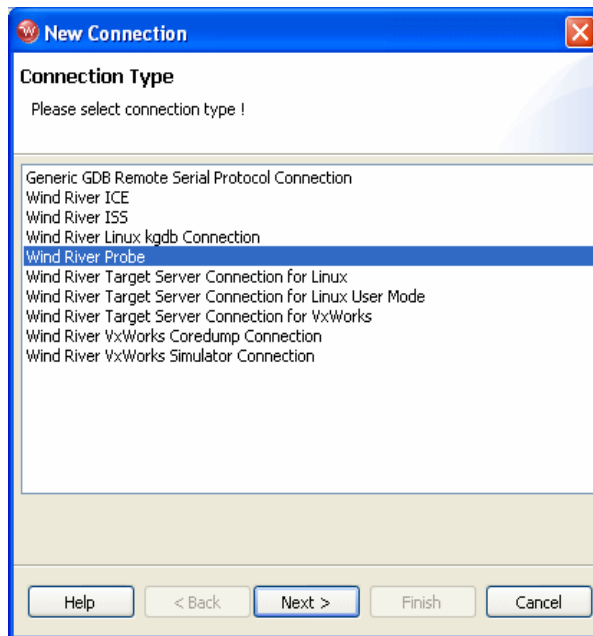 New Connection
Connection Type
Please select connection type !
Generic GDB Remote Serial Protocol Connection
Wind River ICE
Wind River ISS
Wind River Linux kgdb Connection
Wind River Probe
Wind River Target Server Connection for Linux
Wind River Target Server Connection for Linux User Mode
Wind River Target Server Connection for VxWorks
Wind River VxWorks Coredump Connection
Wind River VxWorks Simulator Connection
Help < Back Next > Finish Cancel